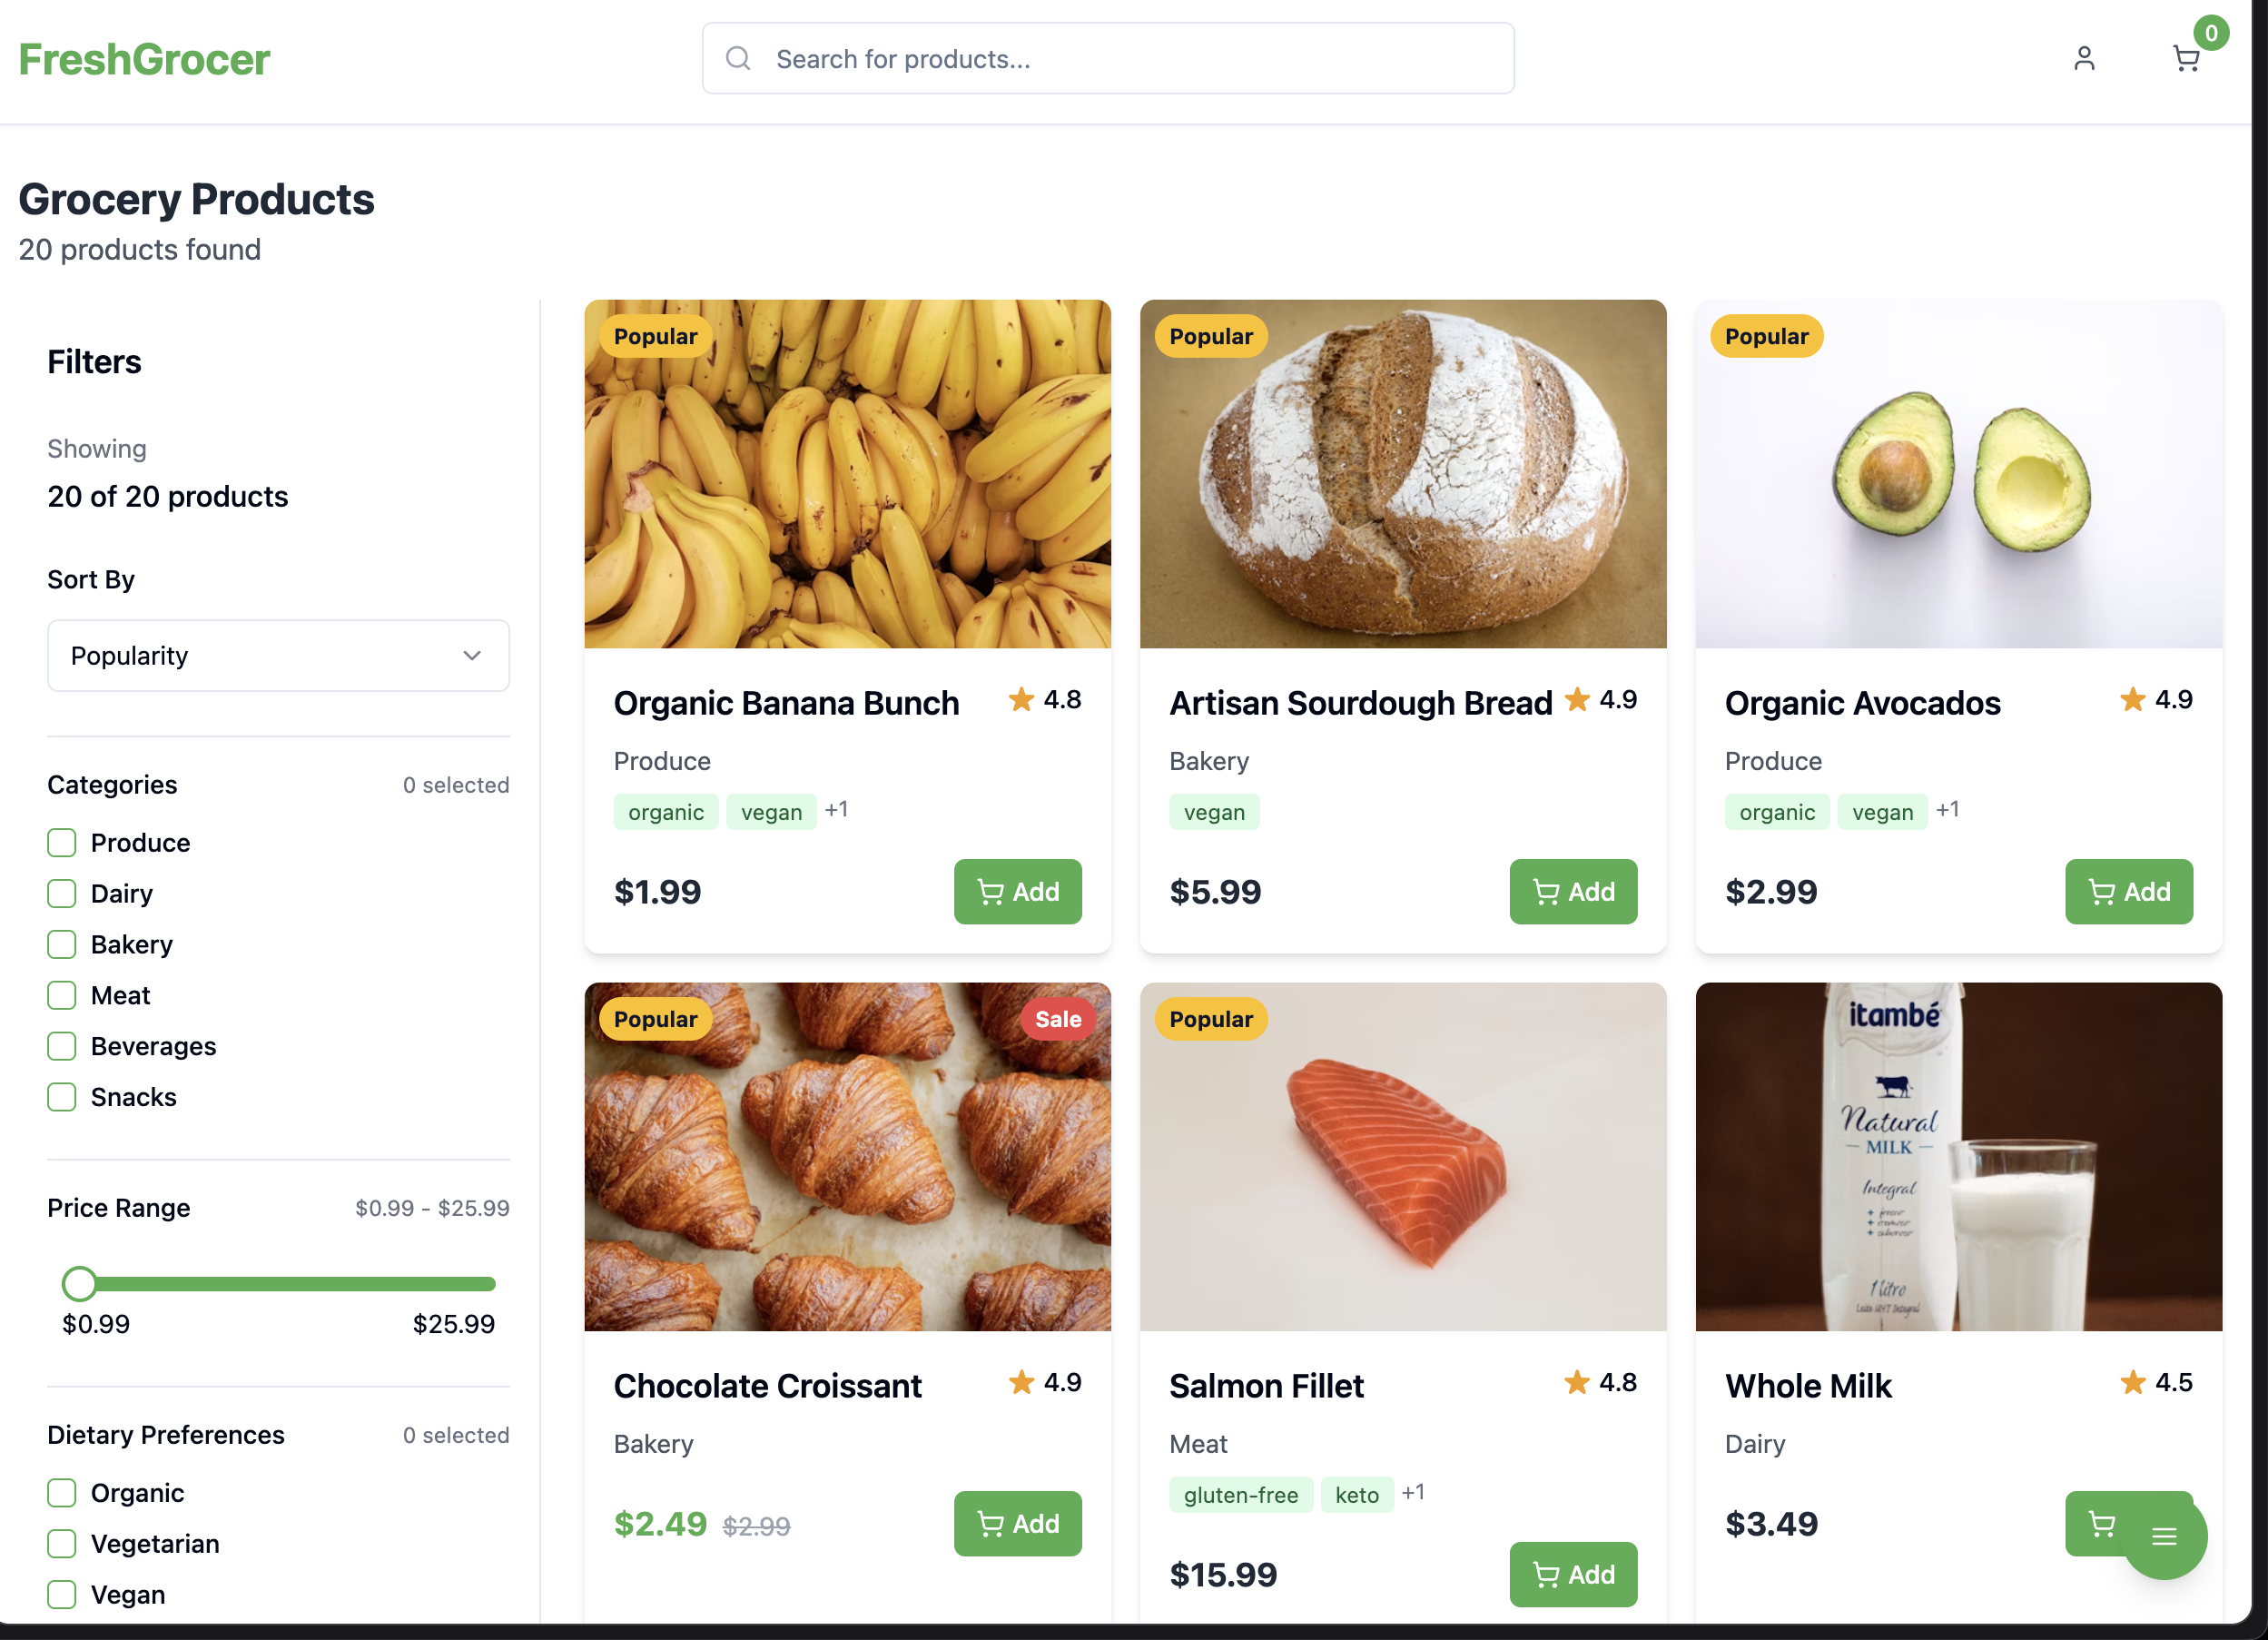 FreshGrocer
Search for products...
0
Grocery Products
20 products found
Filters
Showing
20 of 20 products
Sort By
Popularity
Categories
0 selected
Produce
Dairy
Bakery
Meat
Beverages
Snacks
Price Range
$0.99 - $25.99
$0.99
$25.99
Dietary Preferences
0 selected
Organic
Vegetarian
Vegan
Popular
Organic Banana Bunch
4.8
Produce
organic vegan +1
$1.99
Add
Popular
Artisan Sourdough Bread
4.9
Bakery
vegan
$5.99
Add
Popular
Organic Avocados
4.9
Produce
organic vegan +1
$2.99
Add
Popular
Sale
Chocolate Croissant
4.9
Bakery
$2.49 $2.99
Add
Popular
Salmon Fillet
4.8
Meat
gluten-free keto +1
$15.99
Add
itambé
Natural
MILK
Integral
1 litro
Leite UHT Integral
Whole Milk
4.5
Dairy
$3.49